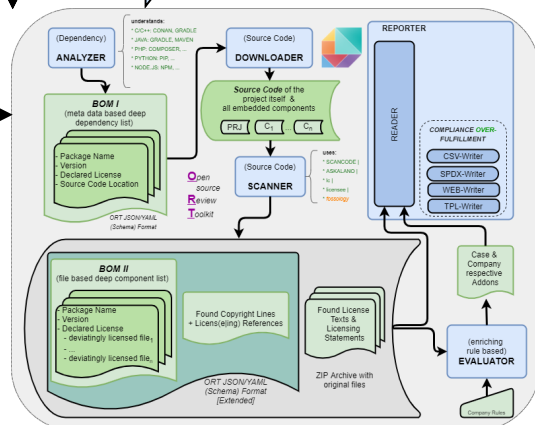 (Dependency)
ANALYZER
understands:
* C/C++: CONAN, GRADLE
* JAVA: GRADLE, MAVEN
* PHP: COMPOSER, ...
* PYTHON: PIP, ...
* NODE.JS: NPM, ...
(Source Code)
DOWNLOADER
REPORTER
READER
COMPLIANCE OVER-
FULFILLMENT
CSV-Writer
SPDX-Writer
WEB-Writer
TPL-Writer
BOM I
(meta data based deep
dependency list)
- Package Name
- Version
- Declared License
- Source Code Location
ORT JSON/YAML
(Schema) Format
Source Code of the
project itself &
all embedded components
PRJ
C1
...
Cn
Open
source
Review
Toolkit
(Source Code)
SCANNER
uses:
* SCANCODE |
* ASKALAND |
* lc |
* licensee |
* fossology
BOM II
(file based deep component list)
- Package Name
- Version
- Declared License
- deviatingly licensed file1
- ...
- deviatingly licensed filen
Found Copyright Lines
+ Licens(e|ing) References
ORT JSON/YAML
(Schema) Format
[Extended]
Found License
Texts &
Licensing
Statements
ZIP Archive with
original files
Case &
Company
respective
Addons
(enriching
rule based)
EVALUATOR
Company Rules